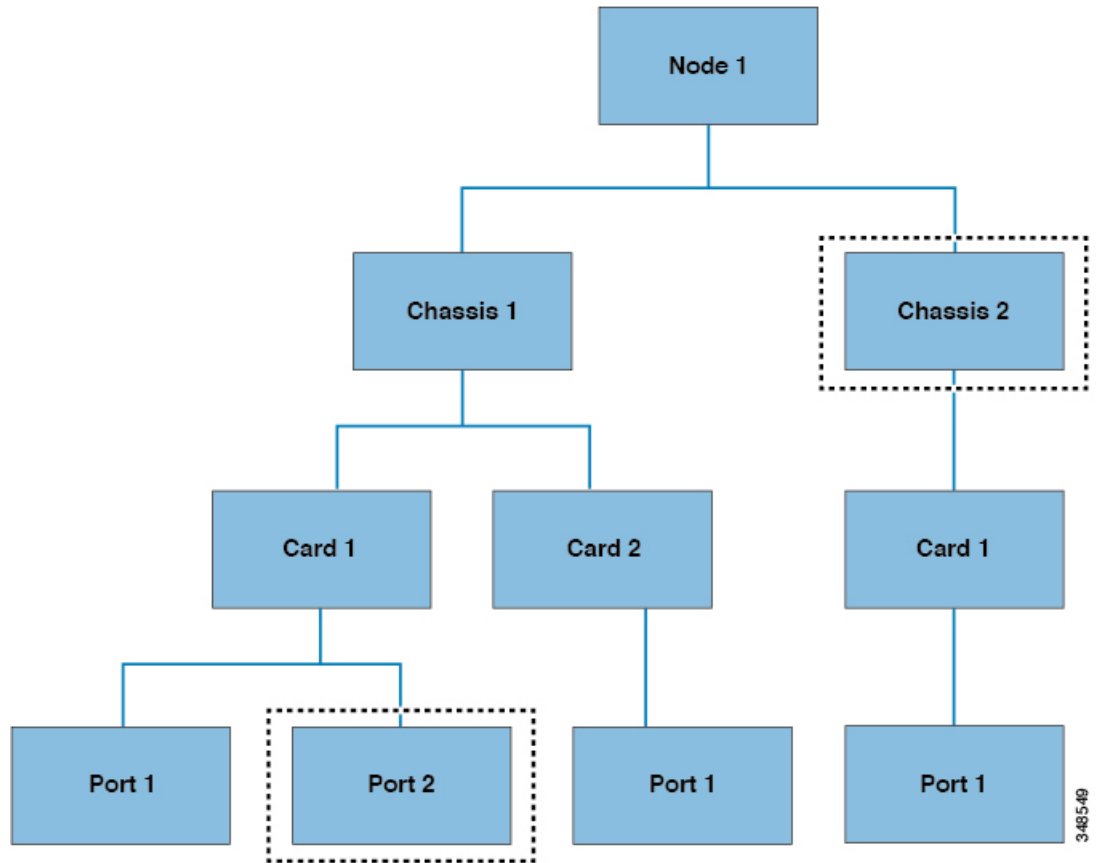 Node 1
Chassis 1
Chassis 2
Card 1
Card 2
Card 1
Port 1
Port 2
Port 1
Port 1
348549